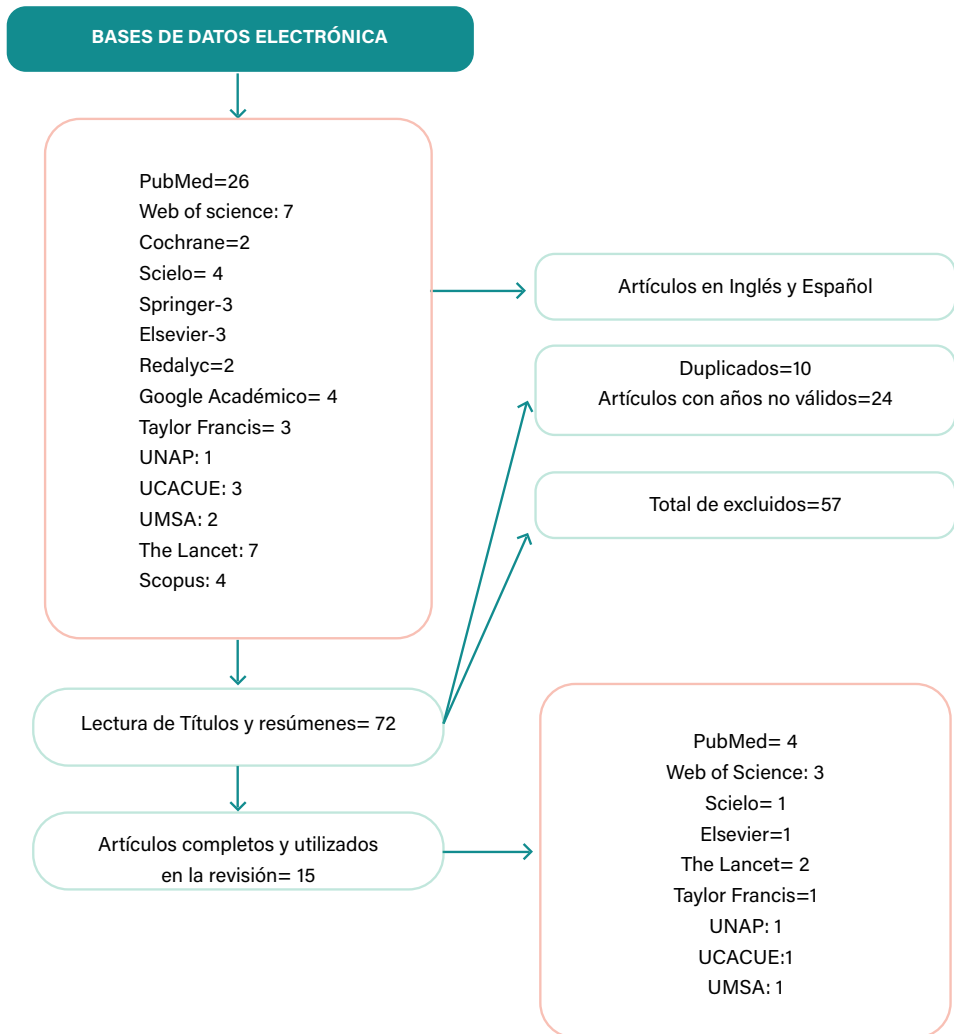 BASES DE DATOS ELECTRÓNICA
PubMed=26
Web of science: 7
Cochrane=2
Scielo= 4
Springer-3
Elsevier-3
Redalyc=2
Google Académico= 4
Taylor Francis= 3
UNAP: 1
UCACUE: 3
UMSA: 2
The Lancet: 7
Scopus: 4
Artículos en Inglés y Español
Duplicados=10
Artículos con años no válidos=24
Total de excluidos=57
Lectura de Títulos y resúmenes= 72
Artículos completos y utilizados
en la revisión= 15
PubMed= 4
Web of Science: 3
Scielo= 1
Elsevier=1
The Lancet= 2
Taylor Francis=1
UNAP: 1
UCACUE:1
UMSA: 1